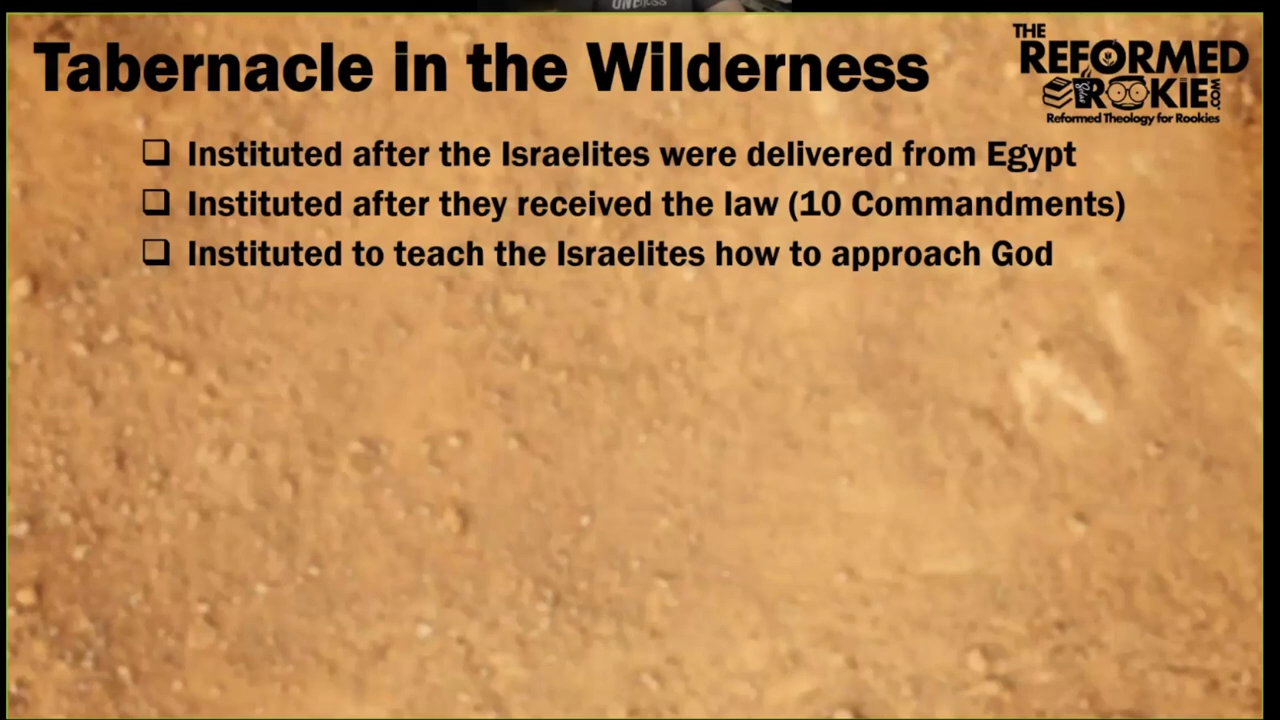 Tabernacle in the Wilderness
THE
REFORMED
ROOKIE
.COM
Reformed Theology for Rookies
❑ Instituted after the Israelites were delivered from Egypt
❑ Instituted after they received the law (10 Commandments)
❑ Instituted to teach the Israelites how to approach God